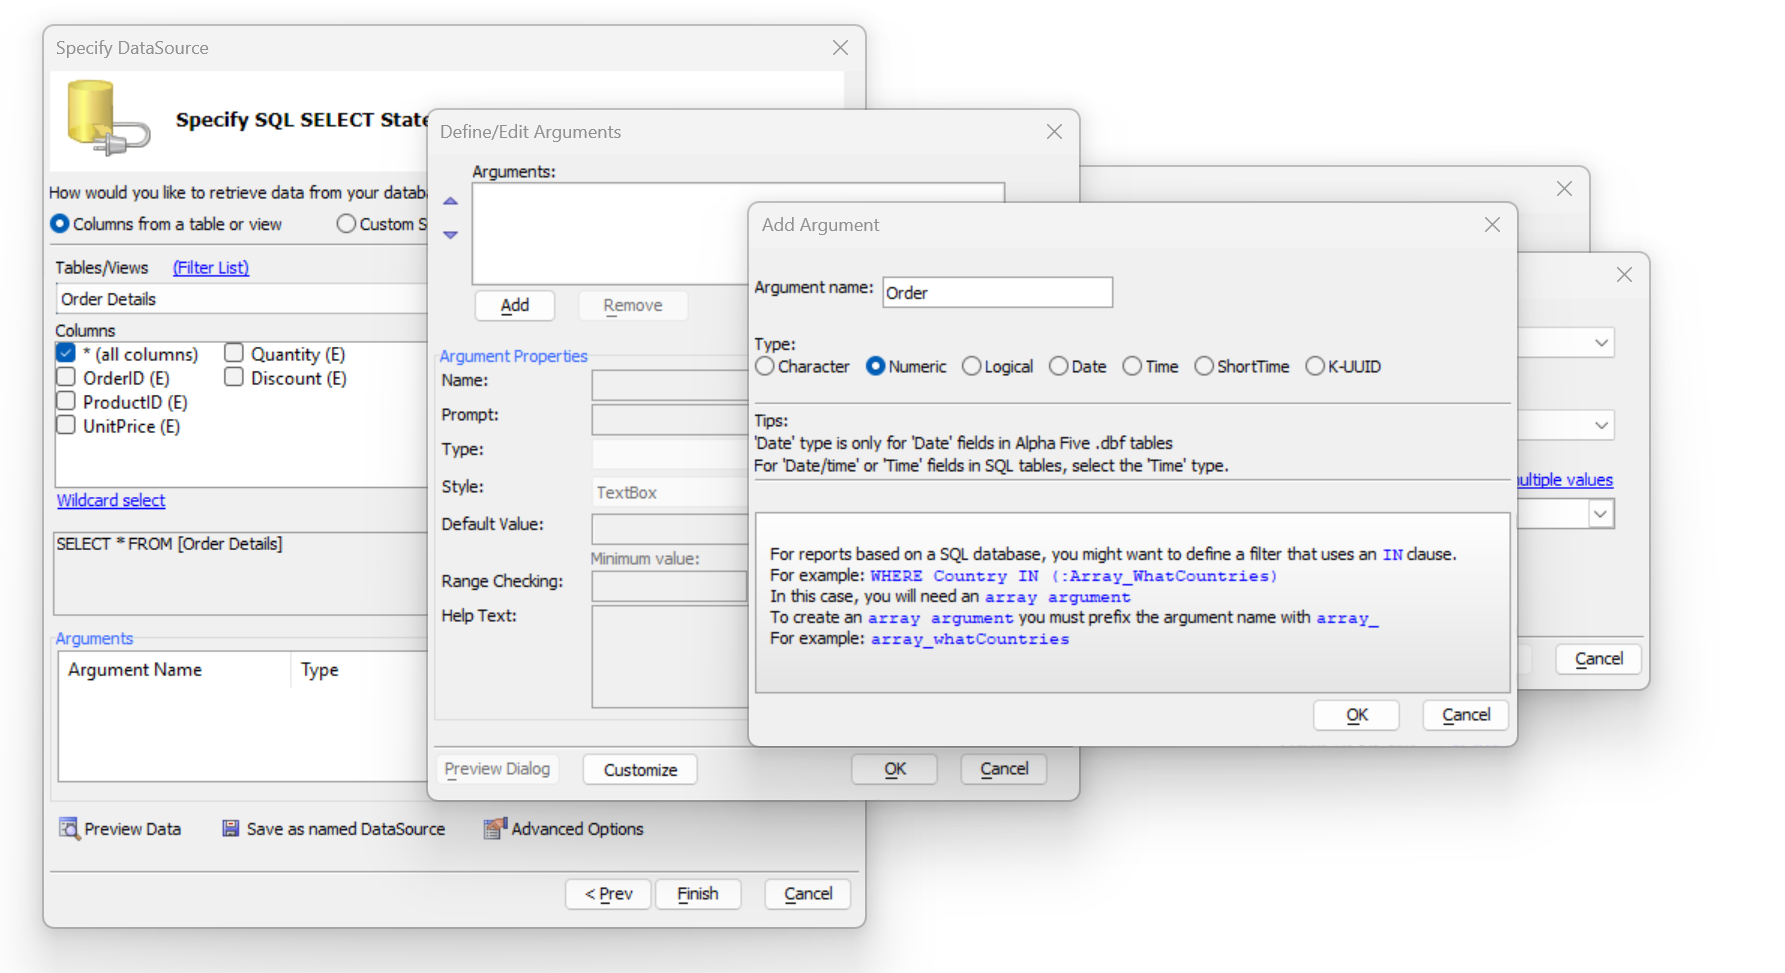 Specify DataSource
Specify SQL SELECT State
How would you like to retrieve data from your databa
Columns from a table or view
Custom S
Tables/Views (Filter List)
Order Details
Columns
* (all columns)
Quantity (E)
OrderID (E)
Discount (E)
ProductID (E)
UnitPrice (E)
Wildcard select
SELECT * FROM [Order Details]
Arguments
Argument Name
Type
Preview Data
Save as named DataSource
Advanced Options
< Prev
Finish
Cancel
Define/Edit Arguments
Arguments:
Add
Remove
Argument Properties
Name:
Prompt:
Type:
Style:
TextBox
Default Value:
Minimum value:
Range Checking:
Help Text:
Preview Dialog
Customize
OK
Cancel
Add Argument
Argument name:
Order
Type:
Character
Numeric
Logical
Date
Time
ShortTime
K-UUID
Tips:
'Date' type is only for 'Date' fields in Alpha Five .dbf tables
For 'Date/time' or 'Time' fields in SQL tables, select the 'Time' type.
For reports based on a SQL database, you might want to define a filter that uses an IN clause.
For example: WHERE Country IN (:Array_WhatCountries)
In this case, you will need an array argument
To create an array argument you must prefix the argument name with array_
For example: array_whatCountries
OK
Cancel
ultiple values
Cancel